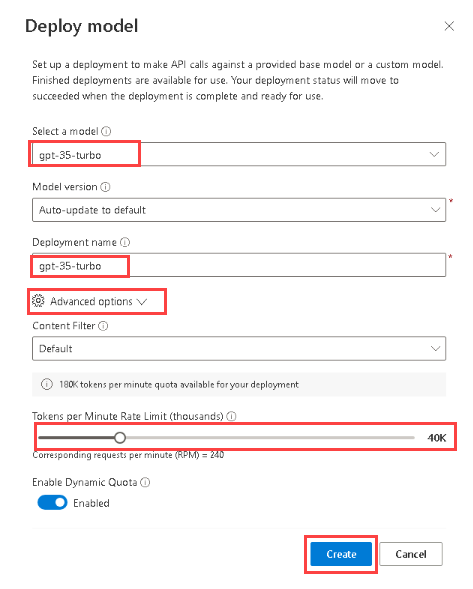 Deploy model
Set up a deployment to make API calls against a provided base model or a custom model.
Finished deployments are available for use. Your deployment status will move to
succeeded when the deployment is complete and ready for use.
Select a model
gpt-35-turbo
Model version
Auto-update to default
*
Deployment name
gpt-35-turbo
*
Advanced options
Content Filter
Default
180K tokens per minute quota available for your deployment
Tokens per Minute Rate Limit (thousands)
40K
Corresponding requests per minute (RPM) = 240
Enable Dynamic Quota
Enabled
Create Cancel